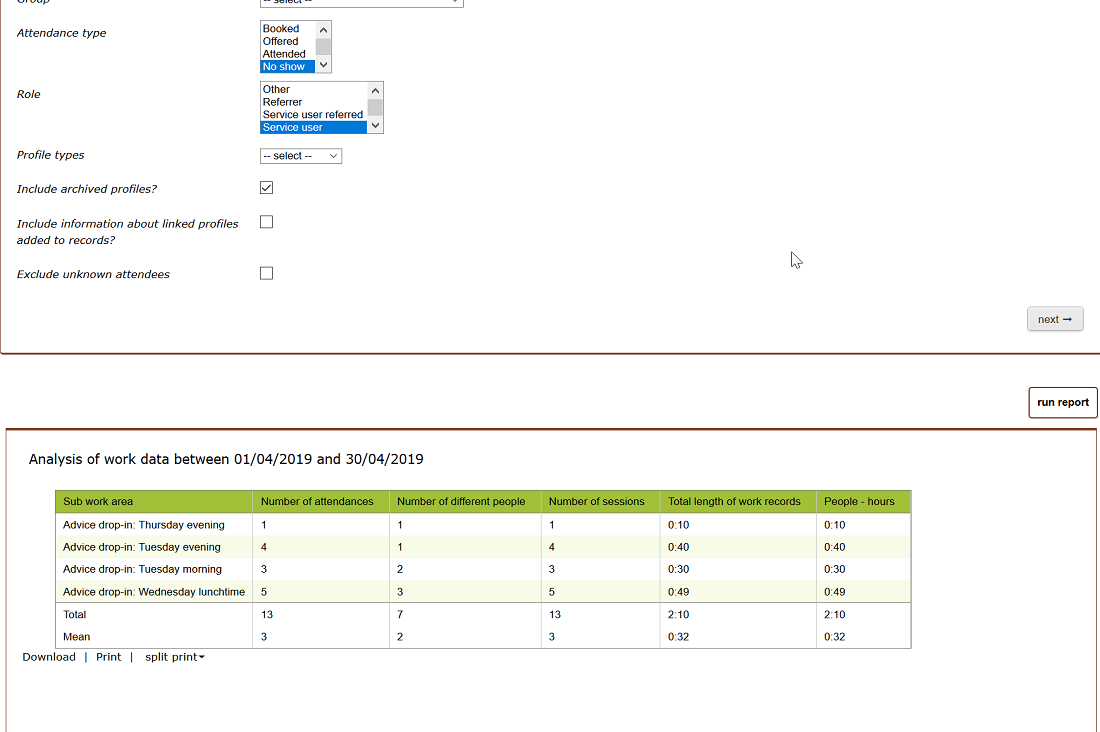 Group
-- select --
Attendance type
Booked
Offered
Attended
No show
Role
Other
Referrer
Service user referred
Service user
Profile types
-- select --
Include archived profiles?
Include information about linked profiles
added to records?
Exclude unknown attendees
next →
run report
Analysis of work data between 01/04/2019 and 30/04/2019
Sub work area Number of attendances Number of different people Number of sessions Total length of work records People - hours
Advice drop-in: Thursday evening 1 1 1 0:10 0:10
Advice drop-in: Tuesday evening 4 1 4 0:40 0:40
Advice drop-in: Tuesday morning 3 2 3 0:30 0:30
Advice drop-in: Wednesday lunchtime 5 3 5 0:49 0:49
Total 13 7 13 2:10 2:10
Mean 3 2 3 0:32 0:32
Download | Print | split print